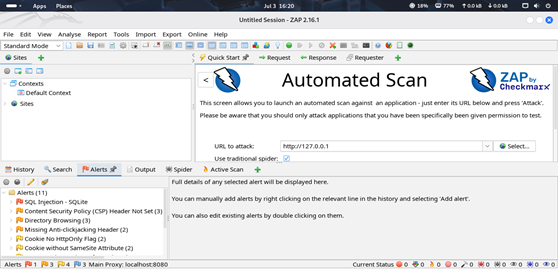 Apps Places Jul 3 16:20 18% 77% 0.0 kB 0.0 kB
Untitled Session - ZAP 2.16.1
File Edit View Analyse Report Tools Import Export Online Help
Standard Mode
Sites
Quick Start Request Response Requester
Contexts
Default Context
Sites
<
Automated Scan
ZAP by Checkmarx
This screen allows you to launch an automated scan against an application - just enter its URL below and press 'Attack'.
Please be aware that you should only attack applications that you have been specifically been given permission to test.
URL to attack: http://127.0.0.1 Select...
Use traditional spider:
History Search Alerts Output Spider Active Scan
Alerts (11)
SQL Injection - SQLite
Content Security Policy (CSP) Header Not Set (3)
Directory Browsing (3)
Missing Anti-clickjacking Header (2)
Cookie No HttpOnly Flag (2)
Cookie without SameSite Attribute (2)
Full details of any selected alert will be displayed here.
You can manually add alerts by right clicking on the relevant line in the history and selecting 'Add alert'.
You can also edit existing alerts by double clicking on them.
Alerts 1 3 4 3 Main Proxy: localhost:8080 Current Status 0 0 0 0 0 0 0 0 0